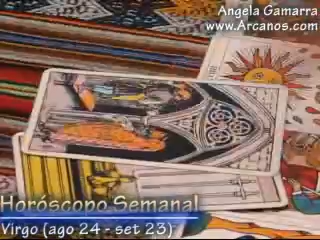 Angela Gamarra
www.Arcanos.com
Horóscopo Semanal
Virgo (ago 24 - set 23)